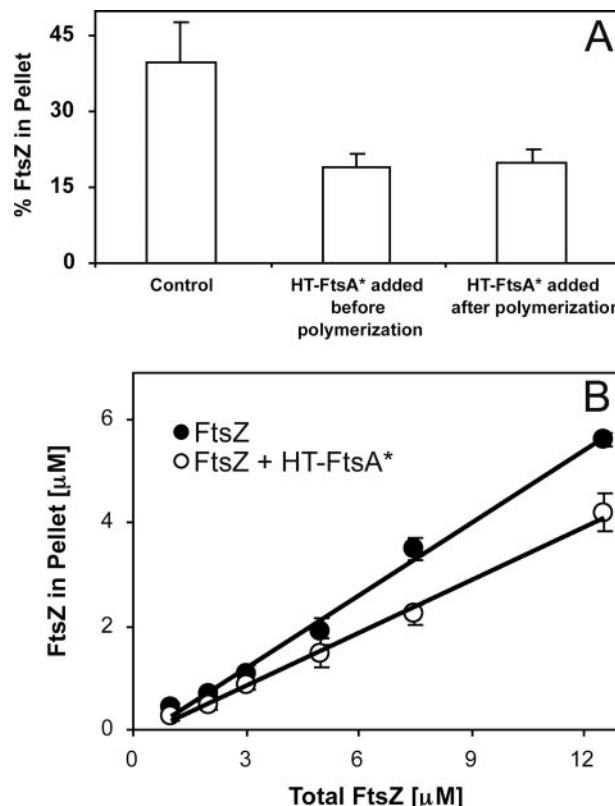 A
45
30
15
0
% FtsZ in Pellet
Control
HT-FtsA* added
before
polymerization
HT-FtsA* added
after polymerization
B
FtsZ
FtsZ + HT-FtsA*
6
4
2
0
FtsZ in Pellet [µM]
0
3
6
9
12
Total FtsZ [µM]